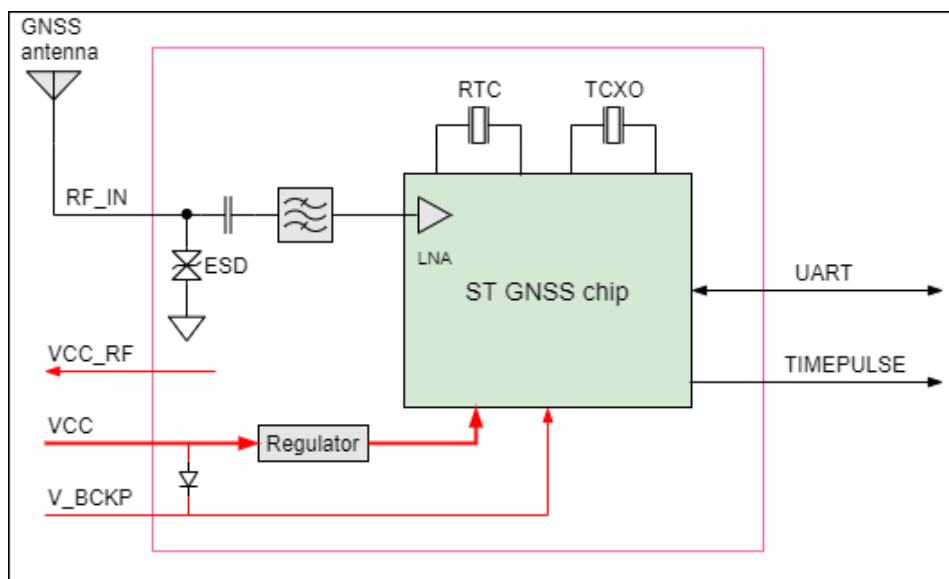 GNSS
antenna
RTC
TCXO
RF_IN
ESD
LNA
ST GNSS chip
UART
VCC_RF
TIMEPULSE
VCC
Regulator
V_BCKP